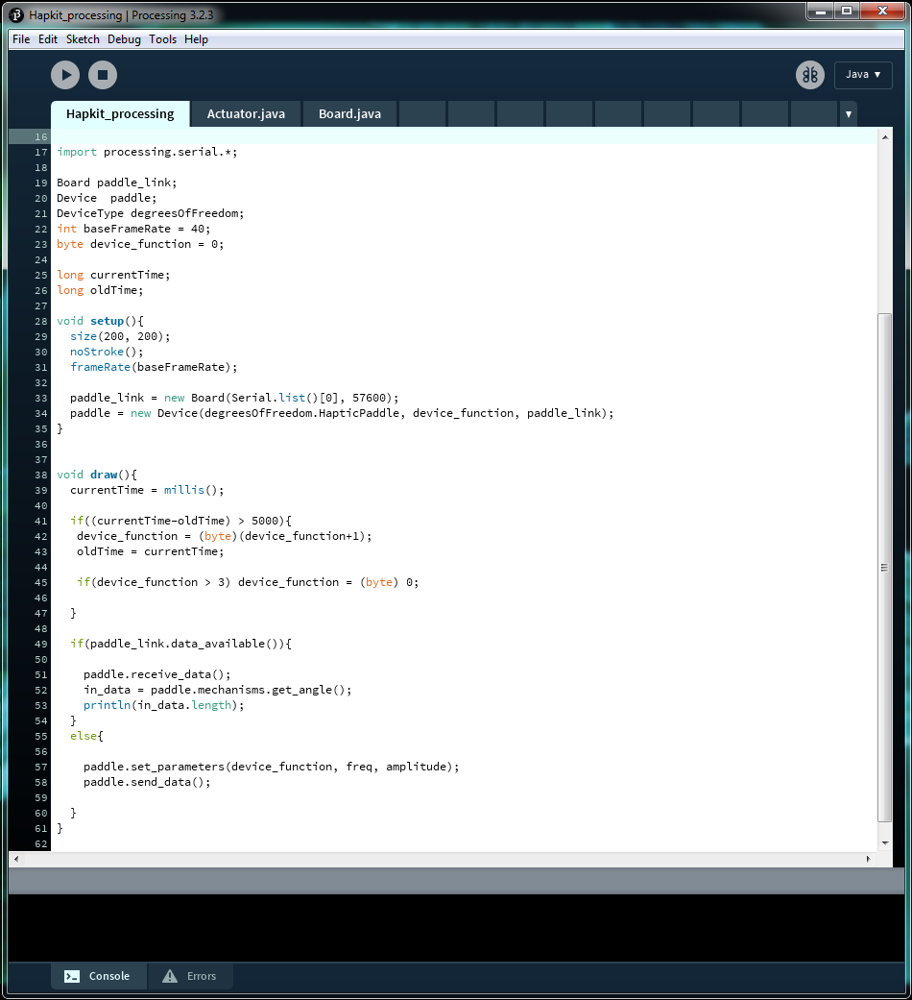 Hapkit_processing | Processing 3.2.3
File Edit Sketch Debug Tools Help
Java ▼
Hapkit_processing Actuator.java Board.java ▼
16
17 import processing.serial.*;
18
19 Board paddle_link;
20 Device  paddle;
21 DeviceType degreesOfFreedom;
22 int baseFrameRate = 40;
23 byte device_function = 0;
24
25 long currentTime;
26 long oldTime;
27
28 void setup(){
29   size(200, 200);
30   noStroke();
31   frameRate(baseFrameRate);
32
33   paddle_link = new Board(Serial.list()[0], 57600);
34   paddle = new Device(degreesOfFreedom.HapticPaddle, device_function, paddle_link);
35 }
36
37
38 void draw(){
39   currentTime = millis();
40
41   if((currentTime-oldTime) > 5000){
42    device_function = (byte)(device_function+1);
43    oldTime = currentTime;
44
45    if(device_function > 3) device_function = (byte) 0;
46
47   }
48
49   if(paddle_link.data_available()){
50
51     paddle.receive_data();
52     in_data = paddle.mechanisms.get_angle();
53     println(in_data.length);
54   }
55   else{
56
57     paddle.set_parameters(device_function, freq, amplitude);
58     paddle.send_data();
59
60   }
61 }
62
Console Errors